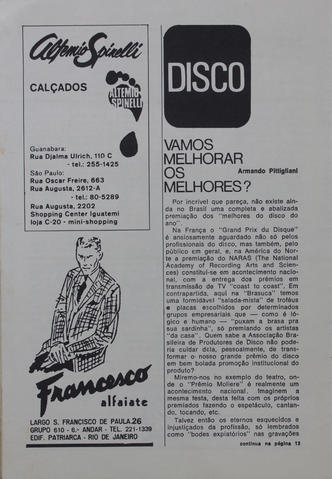 Altemio Spinelli
CALÇADOS
ALTEMIO
SPINELLI
Guanabara:
Rua Djalma Ulrich, 110 C
- tel.: 255-1425
São Paulo:
Rua Oscar Freire, 663
Rua Augusta, 2612-A
- tel.: 80-5289
Rua Augusta, 2202
Shopping Center Iguatemi
loja C-20 - mini-shopping
Francesco
alfaiate
LARGO S. FRANCISCO DE PAULA, 26
GRUPO 610 - 6.º ANDAR - TEL. 221-1339
EDIF. PATRIARCA - RIO DE JANEIRO
DISCO
VAMOS
MELHORAR
OS
MELHORES?
Armando Pittigliani
Por incrível que pareça, não existe ain-
da no Brasil uma completa e abalizada
premiação dos "melhores do disco do
ano".
Na França o "Grand Prix du Disque"
é ansiosamente aguardado não só pelos
profissionais do disco, mas também, pelo
público em geral, e, na América do Nor-
te a premiação do NARAS (The National
Academy of Recording Arts and Scien-
ces) constitui-se em acontecimento nacio-
nal, com a entrega dos prêmios em
transmissão de TV "coast to coast". Em
contrapartida, aqui na "Brasuca" temos
uma formidável "salada-mista" de troféus
e placas escolhidos por determinados
grupos empresariais que — como é ló-
gico e humano — "puxam a brasa pra
sua sardinha", só premiando os artistas
"da casa". Quem sabe a Associação Bra-
sileira de Produtores de Disco não pode-
ria cuidar dcla, pessoalmente, de trans-
formar o nosso grande prêmio do disco
em bem bolada promoção institucional do
produto?
Miremo-nos no exemplo do teatro, on-
de o "Prêmio Moliere" é realmente um
acontecimento nacional. Imaginem a
mesma festa, desta feita com os próprios
premiados fazendo o espetáculo, cantan-
do, tocando, etc.
Talvez então os eternos esquecidos e
injustiçados da profissão, só lembrados
como "bodes expiatórios" nas gravações
continua na página 13